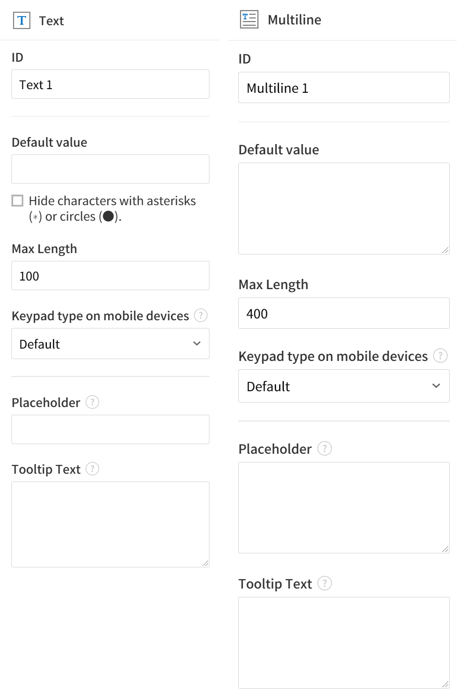 T Text
ID
Text 1
Default value
Hide characters with asterisks
(*) or circles (●).
Max Length
100
Keypad type on mobile devices ?
Default
Placeholder ?
Tooltip Text ?
T Multiline
ID
Multiline 1
Default value
Max Length
400
Keypad type on mobile devices ?
Default
Placeholder ?
Tooltip Text ?